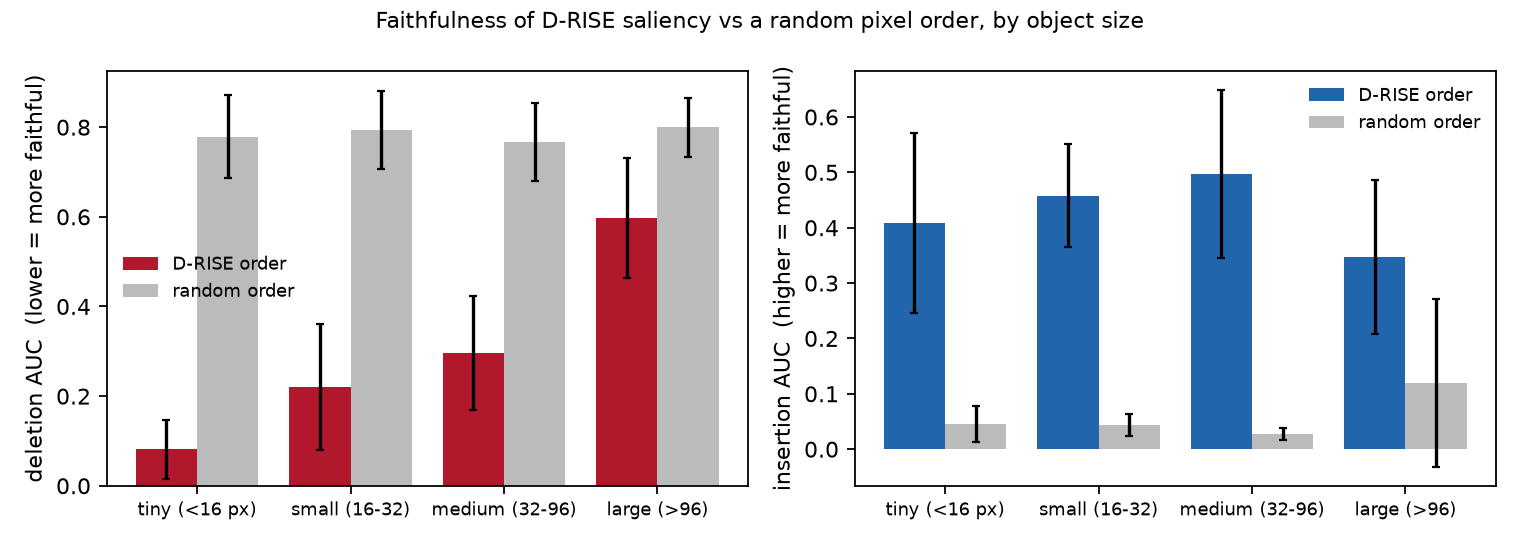 Faithfulness of D-RISE saliency vs a random pixel order, by object size
deletion AUC (lower = more faithful)
0.8
0.6
0.4
0.2
0.0
D-RISE order
random order
tiny (<16 px)
small (16-32)
medium (32-96)
large (>96)
insertion AUC (higher = more faithful)
0.6
0.5
0.4
0.3
0.2
0.1
0.0
D-RISE order
random order
tiny (<16 px)
small (16-32)
medium (32-96)
large (>96)